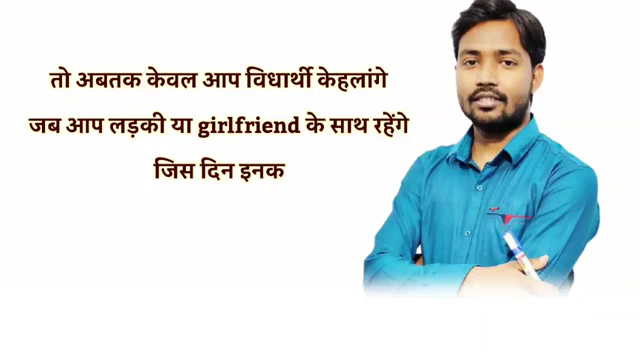 तो अबतक केवल आप विधार्थी केहलांगे
जब आप लड़की या girlfriend के साथ रहेंगे
जिस दिन इनक